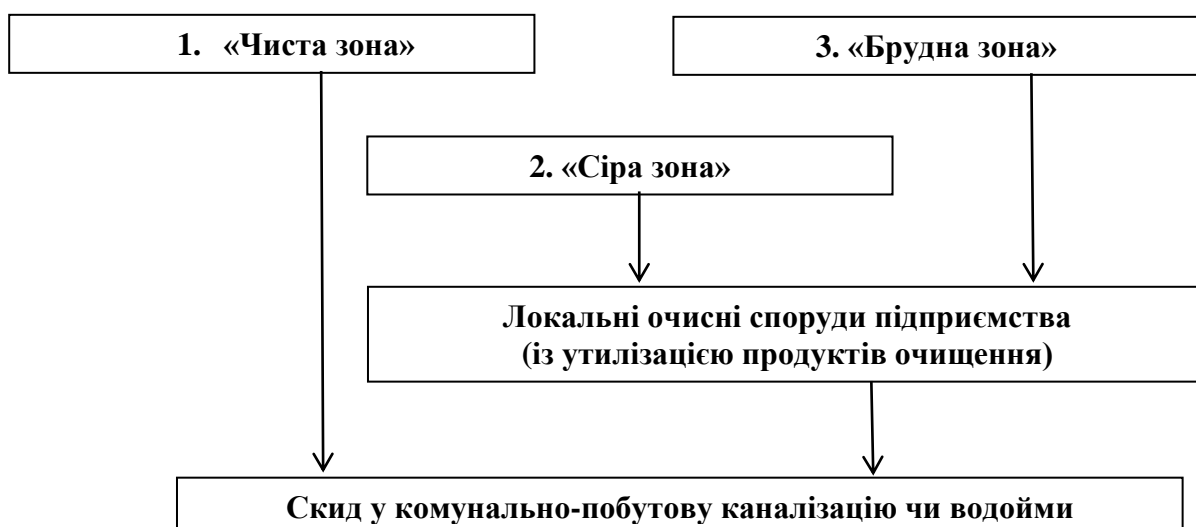 1. «Чиста зона»
3. «Брудна зона»
2. «Сіра зона»
Локальні очисні споруди підприємства
(із утилізацією продуктів очищення)
Скид у комунально-побутову каналізацію чи водойми